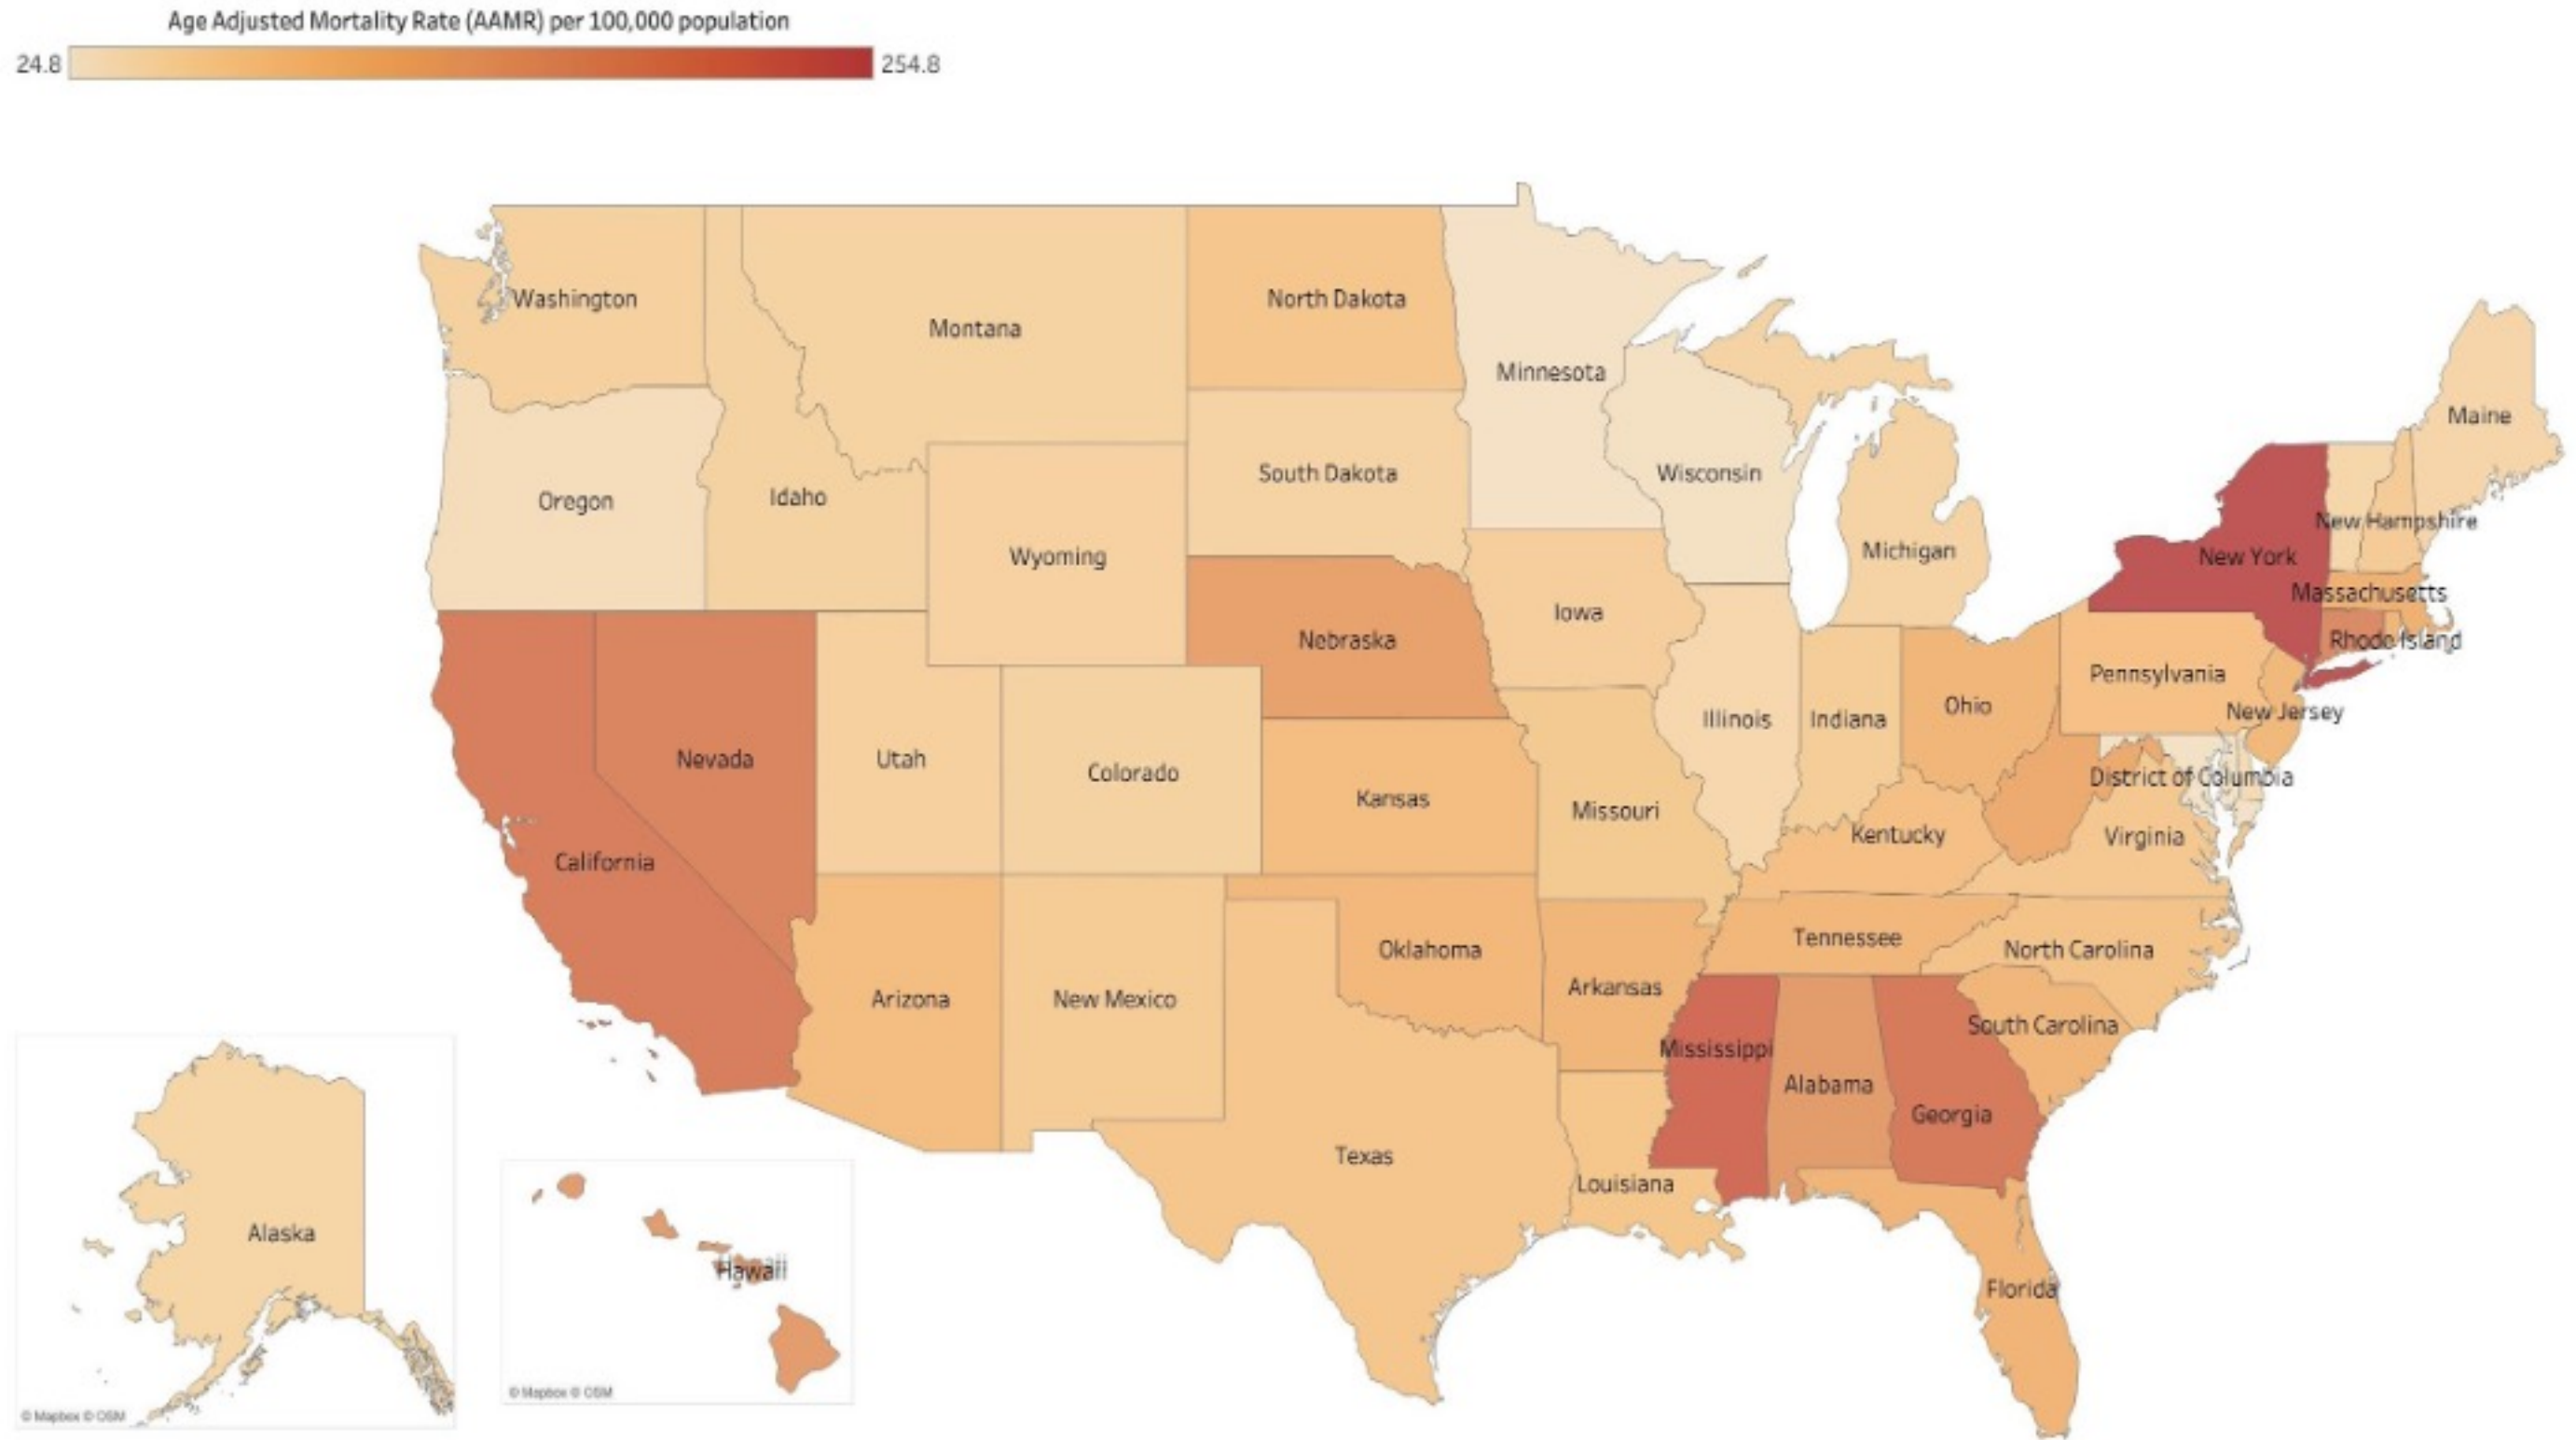 Age Adjusted Mortality Rate (AAMR) per 100,000 population
24.8
254.8
Washington
Montana
North Dakota
Minnesota
Maine
Oregon
Idaho
South Dakota
Wisconsin
New Hampshire
Wyoming
Michigan
New York
Massachusetts
Iowa
Nebraska
Rhode Island
Pennsylvania
Ohio
New Jersey
Illinois
Indiana
Nevada
Utah
Colorado
District of Columbia
Kansas
Missouri
Kentucky
Virginia
California
Tennessee
North Carolina
Oklahoma
Arkansas
Arizona
New Mexico
South Carolina
Mississippi
Alabama
Georgia
Texas
Louisiana
Alaska
Hawaii
Florida
© Mapbox © OSM
© Mapbox © OSM